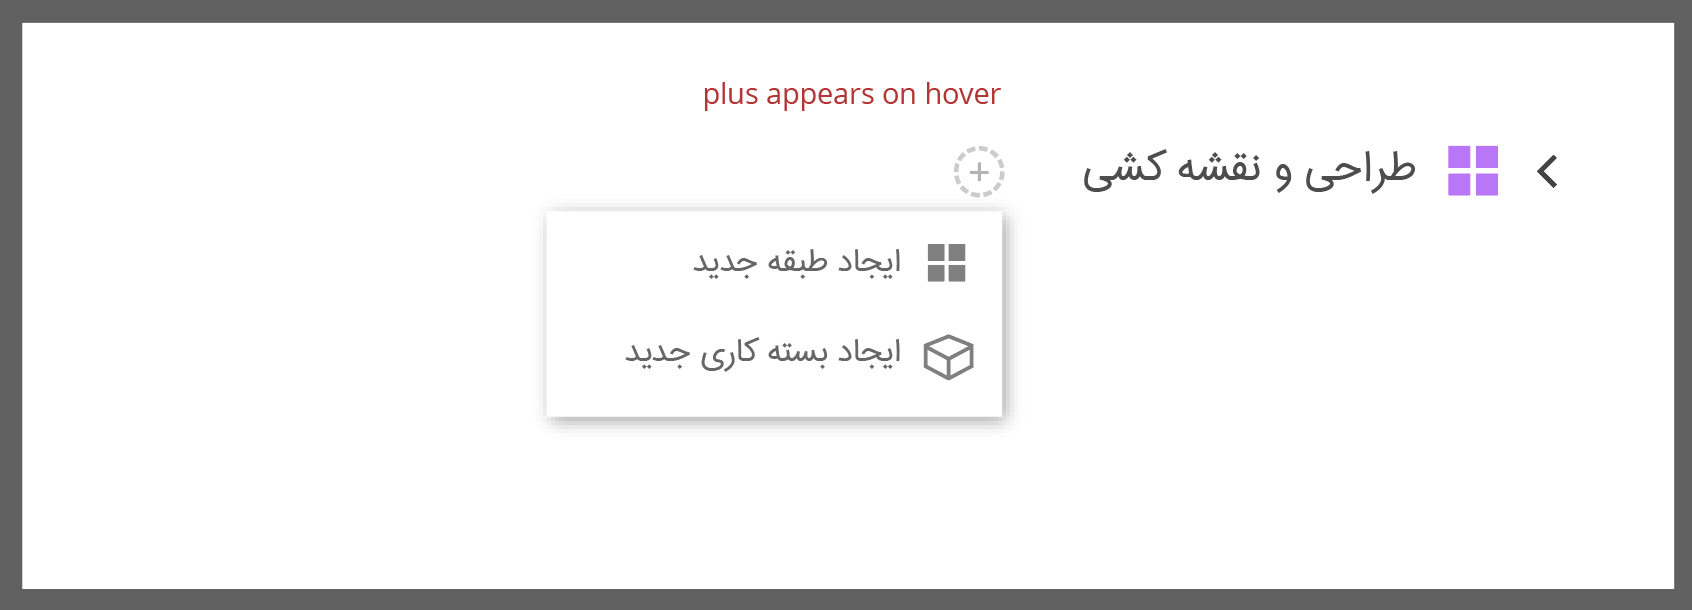 plus appears on hover
طراحی و نقشه کشی
ایجاد طبقه جدید
ایجاد بسته کاری جدید